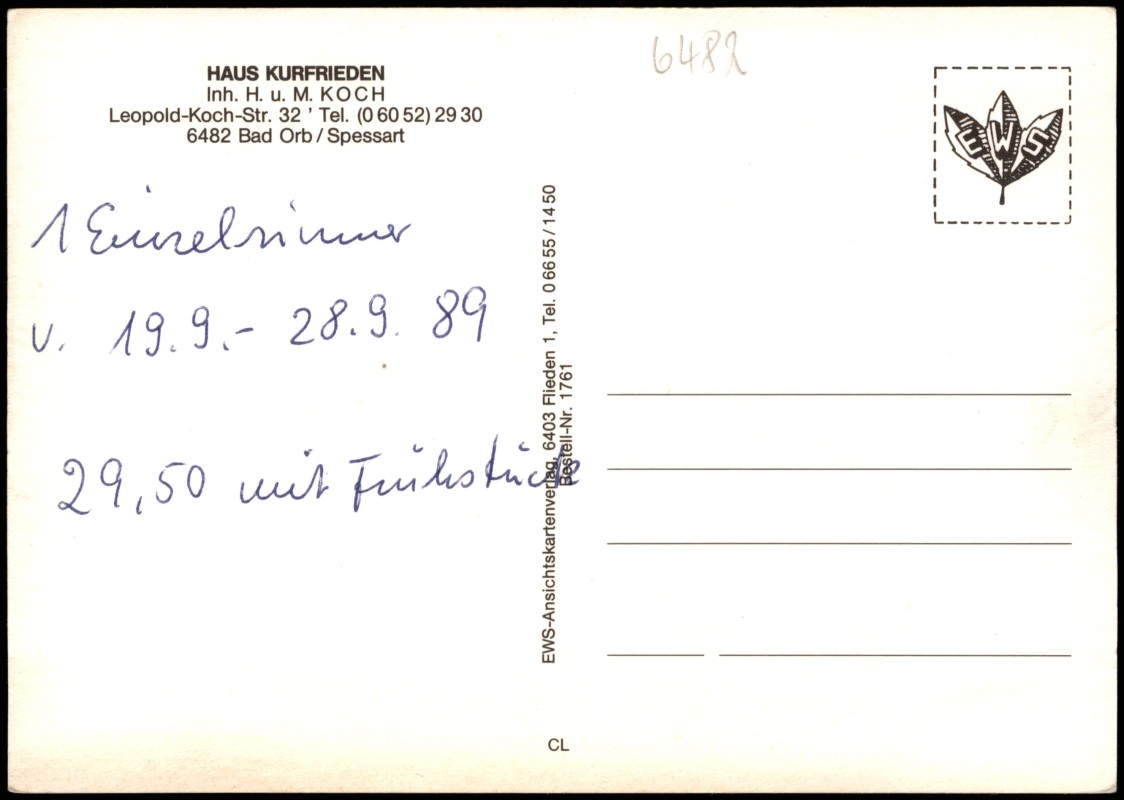 HAUS KURFRIEDEN
Inh. H. u. M. KOCH
Leopold-Koch-Str. 32 ' Tel. (0 60 52) 29 30
6482 Bad Orb / Spessart
6482
EWS
1 Einzelzimmer
v. 19.9.- 28.9. 89
29,50 mit Frühstück
EWS-Ansichtskartenverlag, 6403 Flieden 1, Tel. 0 66 55 / 14 50
Bestell-Nr. 1761
CL